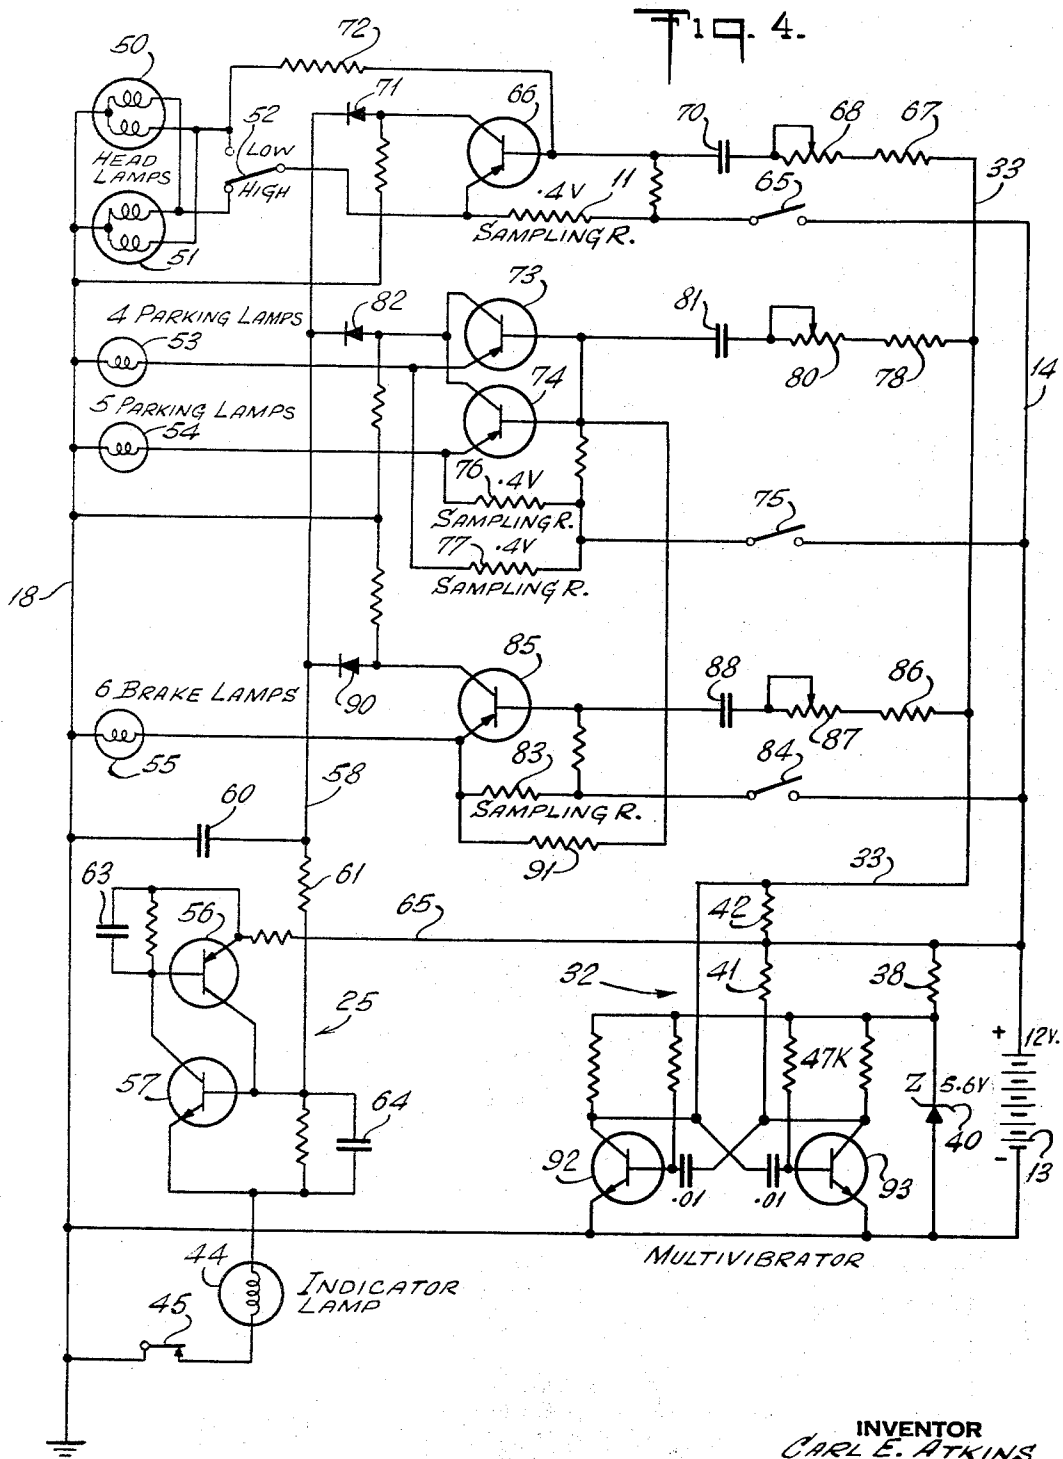 Fig. 4.
50
72
71
66
70
68
67
52
LOW
HEAD
LAMPS
HIGH
.4V
11
65
33
SAMPLING R.
51
82
73
81
4 PARKING LAMPS
53
80
78
14
74
5 PARKING LAMPS
54
76
.4V
75
SAMPLING R.
77
.4V
SAMPLING R.
18
85
88
86
6 BRAKE LAMPS
90
87
55
83
84
58
SAMPLING R.
60
91
33
63
61
42
56
65
32
41
38
25
+
12V.
47K
57
Z
5.6V
64
40
92
-
13
.01
.01
93
MULTIVIBRATOR
44
INDICATOR
LAMP
45
INVENTOR
CARL E. ATKINS